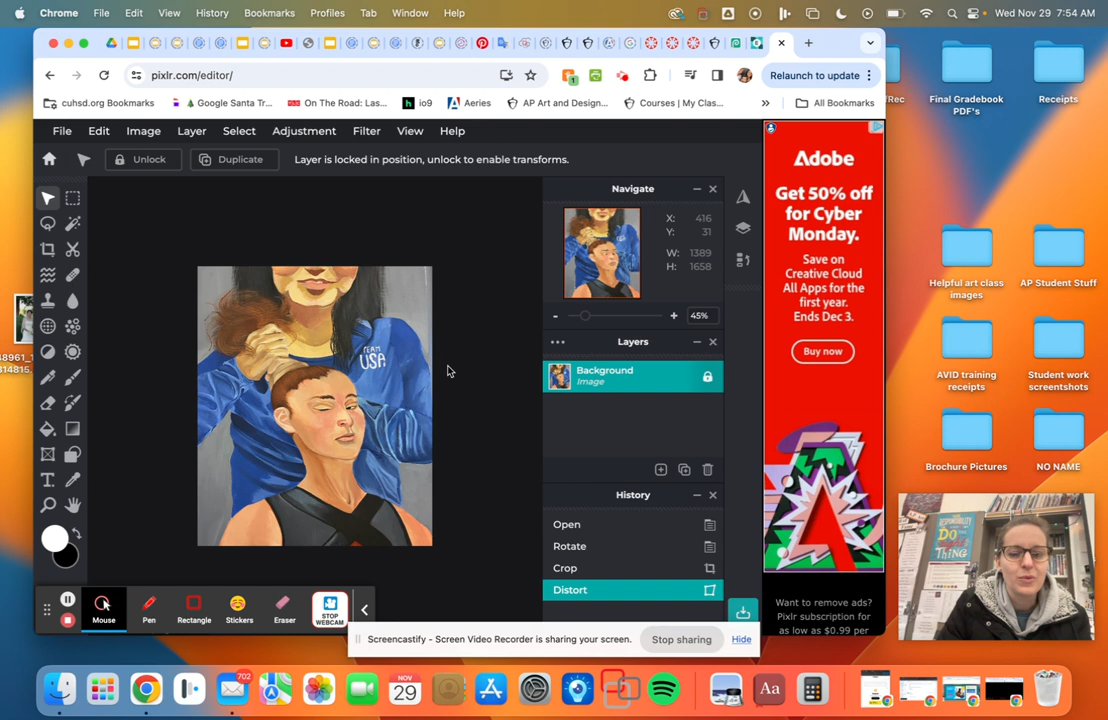 Chrome File Edit View History Bookmarks Profiles Tab Window Help
Wed Nov 29 7:54 AM
pixlr.com/editor/
1
Relaunch to update
cuhsd.org Bookmarks
Google Santa Tr...
On The Road: Las...
io9
Aeries
AP Art and Design...
Courses | My Clas...
»
All Bookmarks
File Edit Image Layer Select Adjustment Filter View Help
Unlock
Duplicate
Layer is locked in position, unlock to enable transforms.
Navigate
X: 416
Y: 31
W: 1389
H: 1658
- + 45%
Layers
Background
Image
History
Open
Rotate
Crop
Distort
TEAM
USA
Adobe
Get 50% off
for Cyber
Monday.
Save on
Creative Cloud
All Apps for the
first year.
Ends Dec 3.
Buy now
Want to remove ads?
Pixlr subscription for
as low as $0.99 per
Final Gradebook
PDF's
Receipts
Helpful art class
images
AP Student Stuff
AVID training
receipts
Student work
screentshots
Brochure Pictures
NO NAME
RESPONSIBILITY
DO
THING
Mouse
Pen
Rectangle
Stickers
Eraser
STOP
WEBCAM
Screencastify - Screen Video Recorder is sharing your screen.
Stop sharing
Hide
702
NOV
29
Aa